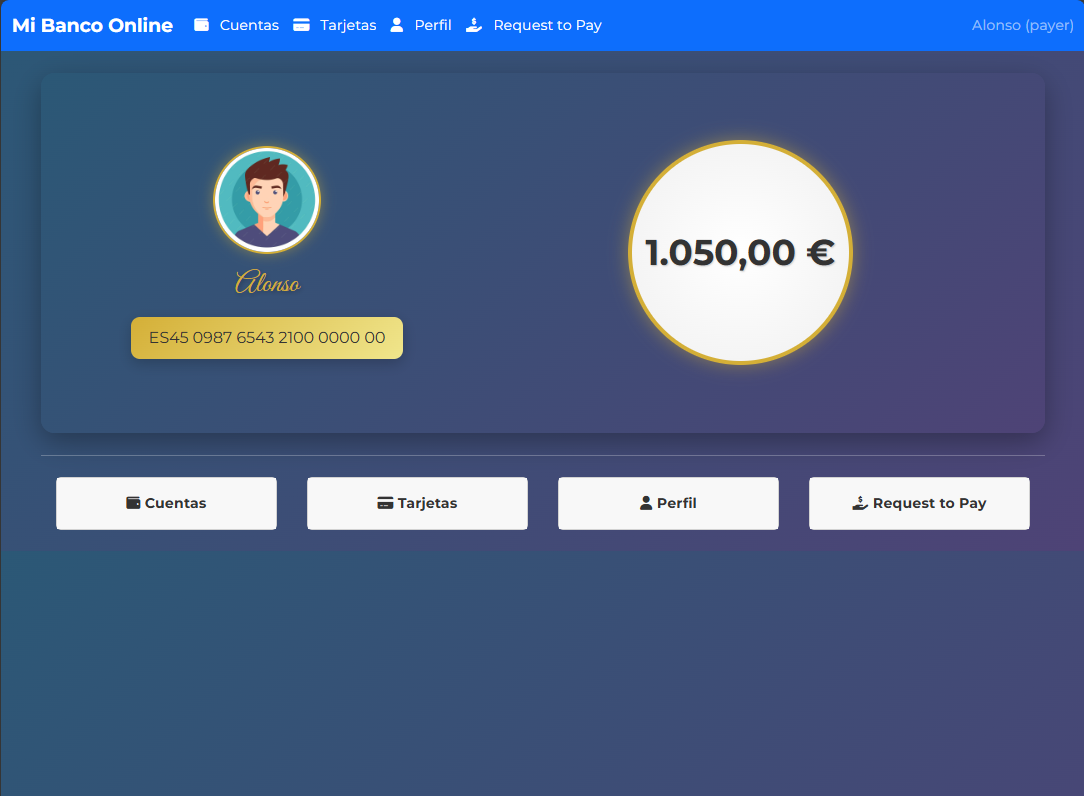 Mi Banco Online Cuentas Tarjetas Perfil Request to Pay Alonso (payer)
Alonso
ES45 0987 6543 2100 0000 00
1.050,00 €
Cuentas Tarjetas Perfil Request to Pay